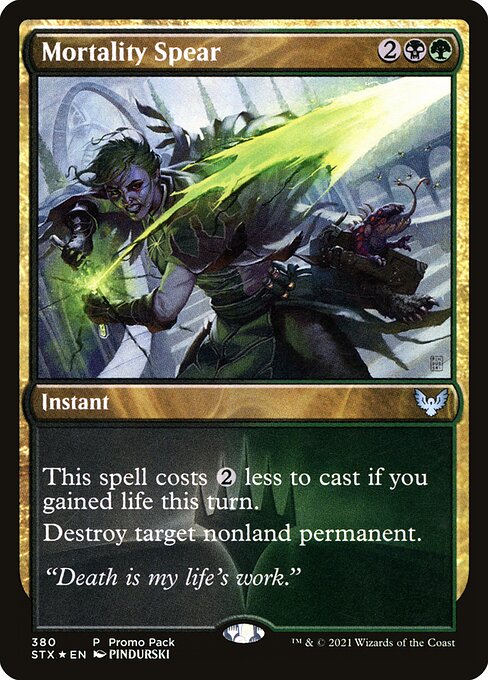 Mortality Spear 2
Instant
This spell costs 2 less to cast if you
gained life this turn.
Destroy target nonland permanent.
“Death is my life’s work.”
380 P Promo Pack
STX ★ EN PINDURSKI
™ & © 2021 Wizards of the Coast